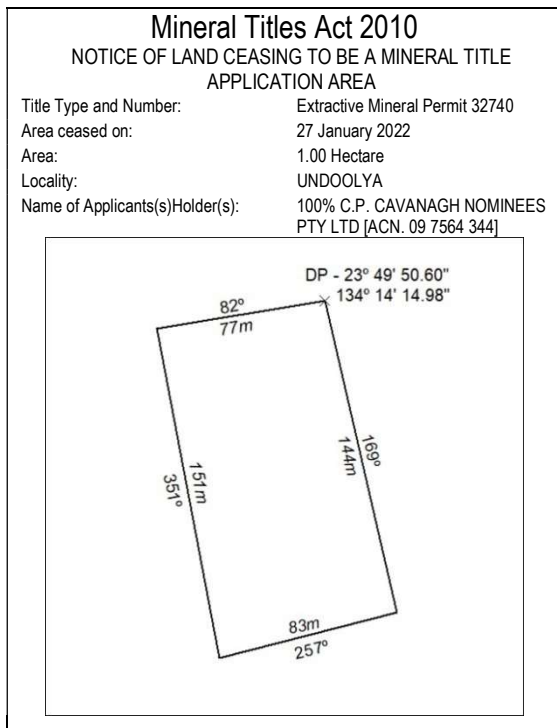 Mineral Titles Act 2010
NOTICE OF LAND CEASING TO BE A MINERAL TITLE
APPLICATION AREA
Title Type and Number: Extractive Mineral Permit 32740
Area ceased on: 27 January 2022
Area: 1.00 Hectare
Locality: UNDOOLYA
Name of Applicants(s)Holder(s): 100% C.P. CAVANAGH NOMINEES
PTY LTD [ACN. 09 7564 344]
DP - 23° 49' 50.60"
134° 14' 14.98"
82°
77m
169°
144m
151m
351°
83m
257°